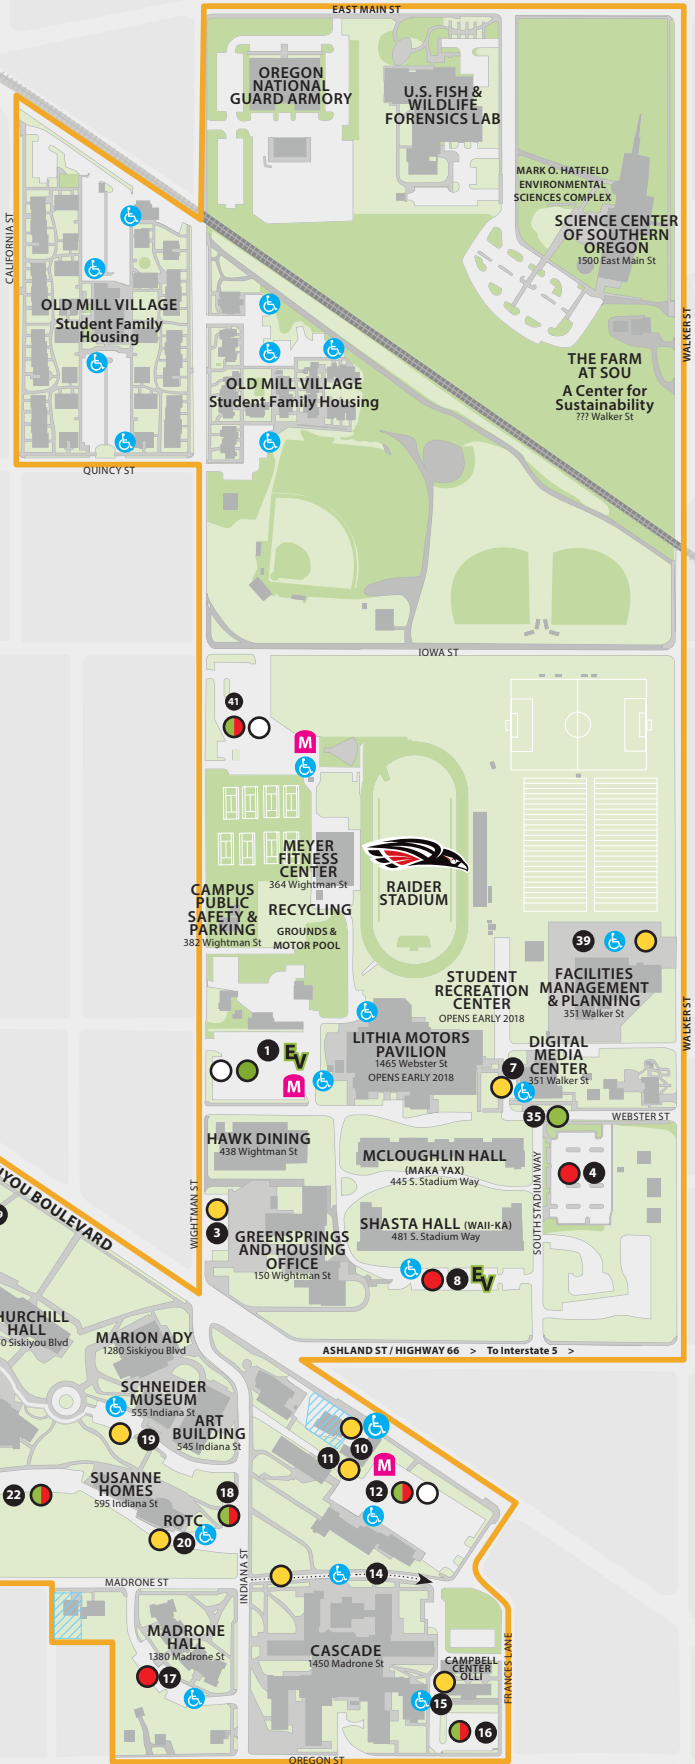 EAST MAIN ST
OREGON
NATIONAL
GUARD ARMORY
U.S. FISH &
WILDLIFE
FORENSICS LAB
MARK O. HATFIELD
ENVIRONMENTAL
SCIENCES COMPLEX
SCIENCE CENTER
OF SOUTHERN
OREGON
1500 East Main St
CALIFORNIA ST
OLD MILL VILLAGE
Student Family
Housing
WALKER ST
THE FARM
AT SOU
A Center for
Sustainability
??? Walker St
OLD MILL VILLAGE
Student Family Housing
QUINCY ST
IOWA ST
41
M
MEYER
FITNESS
CENTER
364 Wightman St
RAIDER
STADIUM
CAMPUS
PUBLIC
SAFETY &
PARKING
382 Wightman St
RECYCLING
GROUNDS &
MOTOR POOL
39
FACILITIES
MANAGEMENT
& PLANNING
351 Walker St
STUDENT
RECREATION
CENTER
OPENS EARLY 2018
WALKER ST
LITHIA MOTORS
PAVILION
1465 Webster St
OPENS EARLY 2018
DIGITAL
MEDIA
CENTER
351 Walker St
1
EV
M
7
35
WEBSTER ST
HAWK DINING
438 Wightman St
MCLOUGHLIN HALL
(MAKA YAX)
445 S. Stadium Way
4
SOUTH STADIUM WAY
WIGHTMAN ST
3
SHASTA HALL (WAII-KA)
481 S. Stadium Way
GREENSPRINGS
AND HOUSING
OFFICE
150 Wightman St
8
EV
IYOU BOULEVARD
9
HURCHILL
HALL
0 Siskiyou Blvd
MARION ADY
1280 Siskiyou Blvd
ASHLAND ST / HIGHWAY 66 > To Interstate 5 >
SCHNEIDER
MUSEUM
555 Indiana St
ART
BUILDING
545 Indiana St
19
10
11
M
SUSANNE
HOMES
595 Indiana St
22
18
12
ROTC
20
INDIANA ST
14
MADRONE ST
MADRONE
HALL
1380 Madrone St
17
CASCADE
1450 Madrone St
CAMPBELL
CENTER
OLLI
15
16
FRANCES LANE
OREGON ST